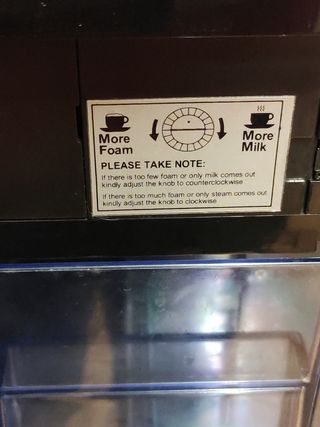 More Foam
More Milk
PLEASE TAKE NOTE:
If there is too few foam or only milk comes out
kindly adjust the knob to counterclockwise
If there is too much foam or only steam comes out
kindly adjust the knob to clockwise